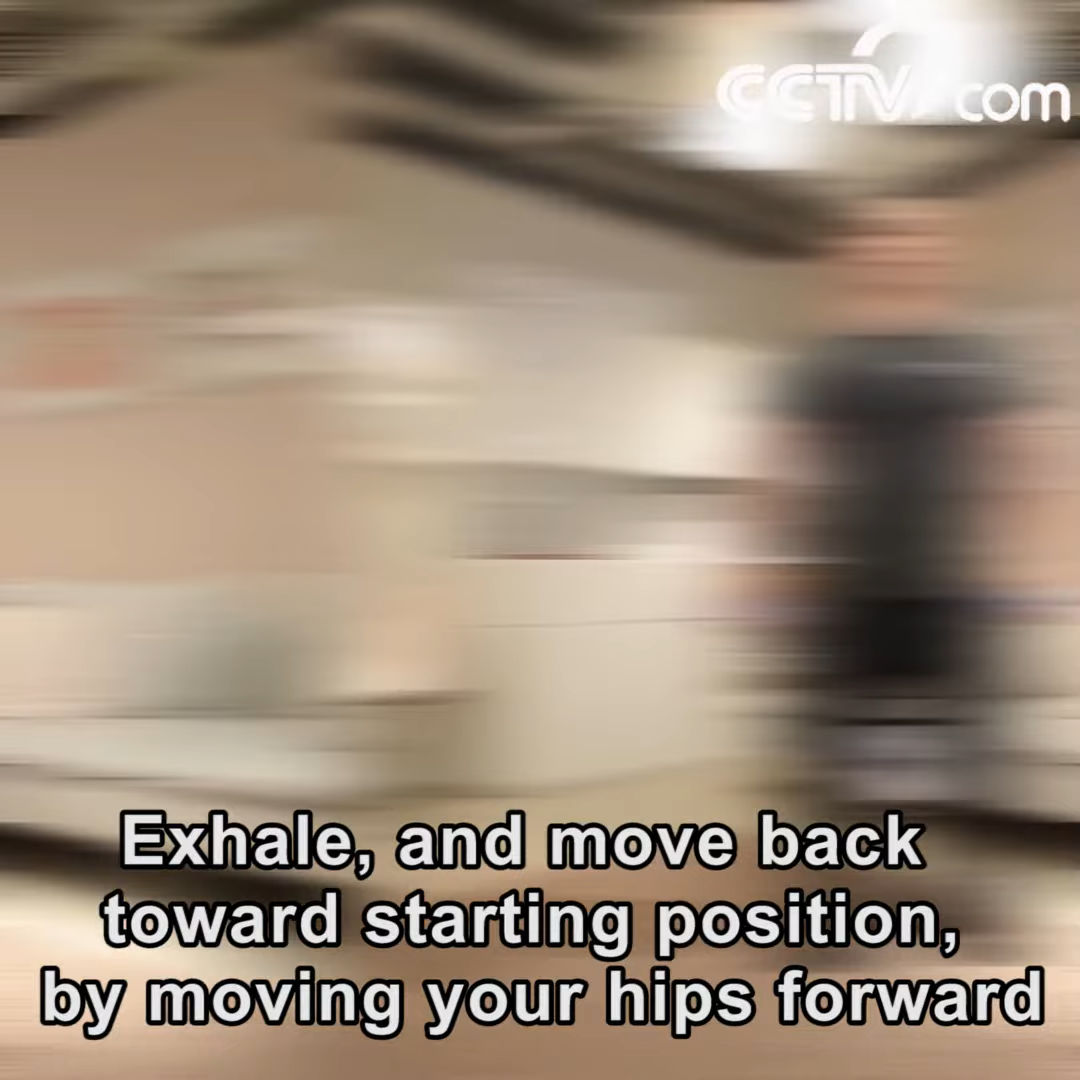 CCTV.com
Exhale, and move back
toward starting position,
by moving your hips forward